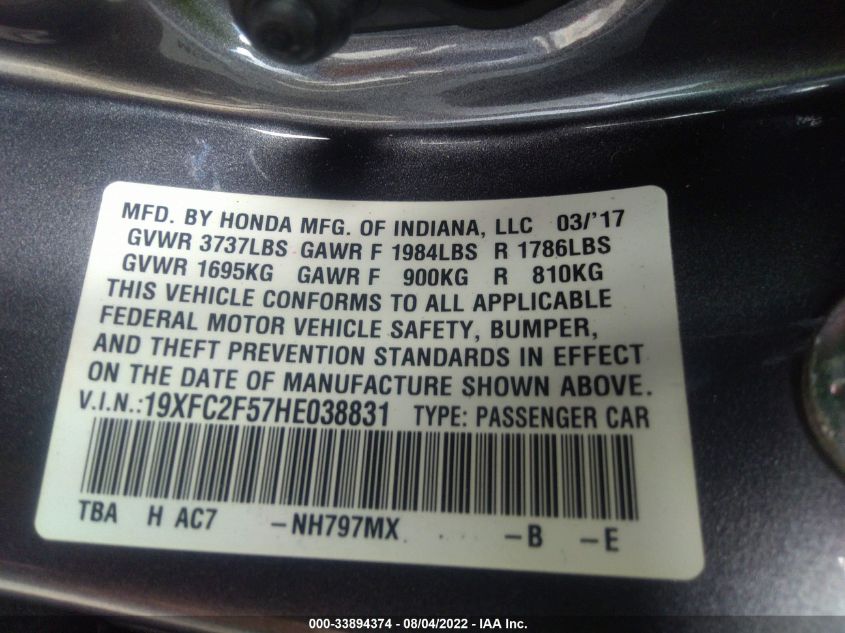 MFD. BY HONDA MFG. OF INDIANA, LLC 03/'17
GVWR 3737LBS GAWR F 1984LBS R 1786LBS
GVWR 1695KG GAWR F 900KG R 810KG
THIS VEHICLE CONFORMS TO ALL APPLICABLE
FEDERAL MOTOR VEHICLE SAFETY, BUMPER,
AND THEFT PREVENTION STANDARDS IN EFFECT
ON THE DATE OF MANUFACTURE SHOWN ABOVE.
V.I.N.:19XFC2F57HE038831 TYPE: PASSENGER CAR
TBA H AC7 -NH797MX -B -E
000-33894374 - 08/04/2022 - IAA Inc.